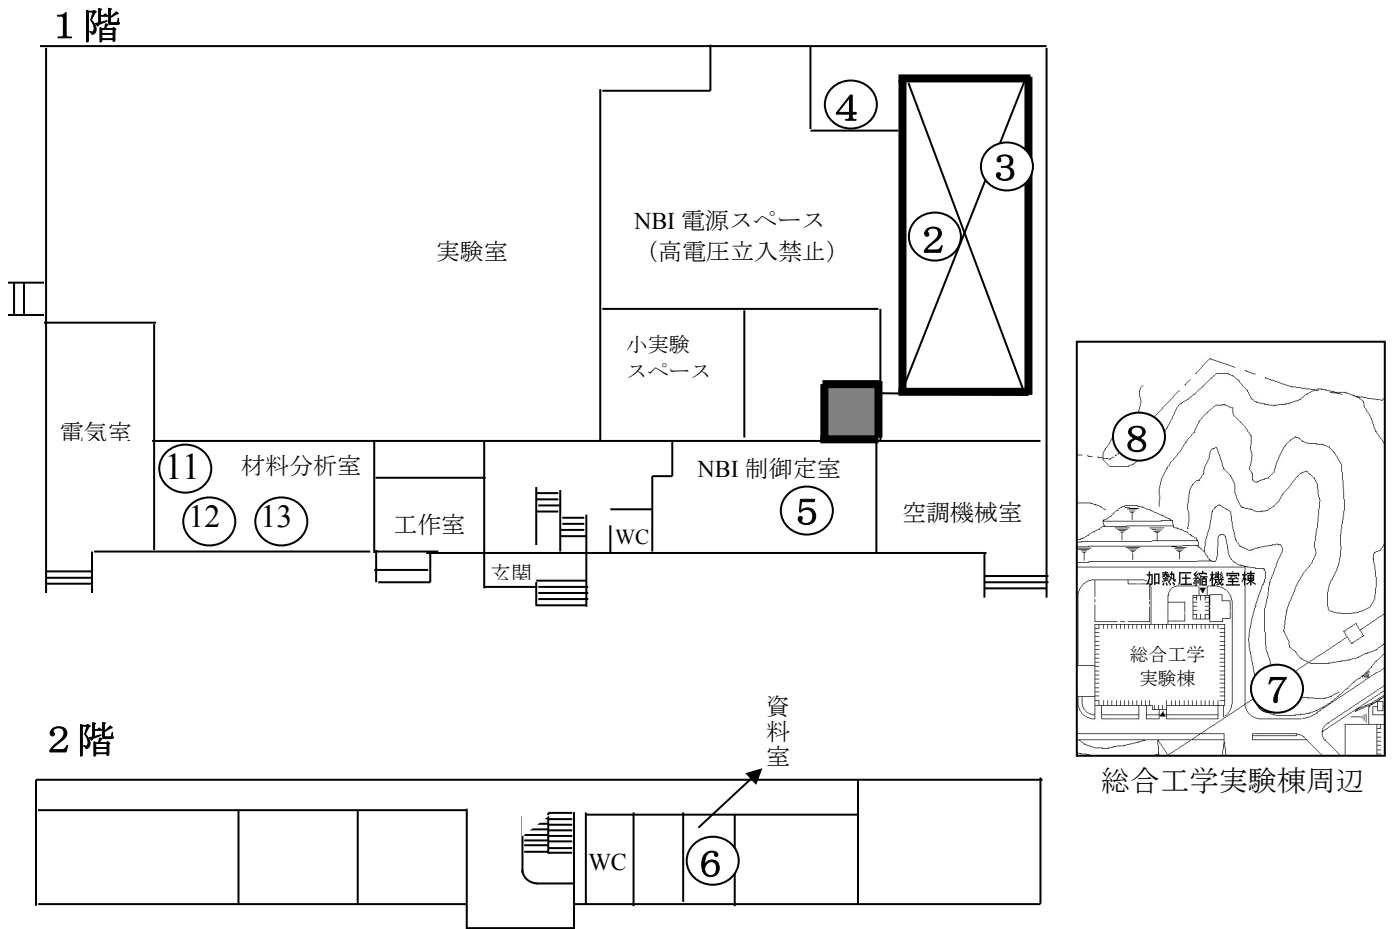 1階
④
③
NBI 電源スペース
（高電圧立入禁止）
②
実験室
小実験
スペース
電気室
⑪
材料分析室
⑫
⑬
工作室
WC
NBI 制御定室
⑤
空調機械室
玄関
⑧
加熱圧縮機室棟
総合工学
実験棟
⑦
総合工学実験棟周辺
2階
資料室
WC
⑥